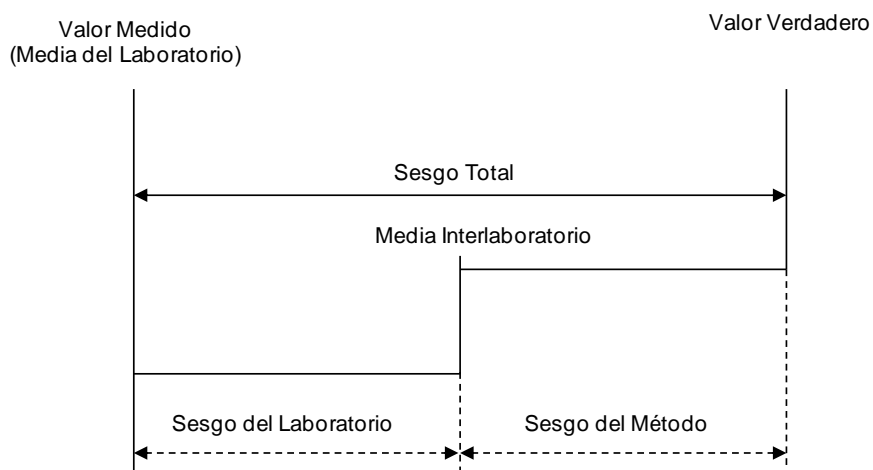 Valor Medido
(Media del Laboratorio)
Valor Verdadero
Sesgo Total
Media Interlaboratorio
Sesgo del Laboratorio
Sesgo del Método